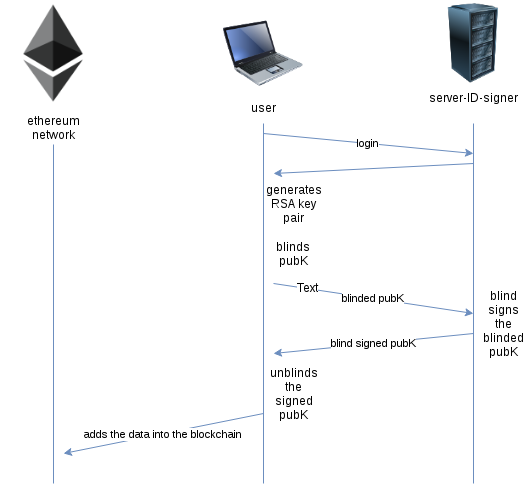 ethereum
network
user
server-ID-signer
login
generates
RSA key
pair
blinds
pubK
Text
blinded pubK
blind
signs
the
blinded
pubK
blind signed pubK
unblinds
the
signed
pubK
adds the data into the blockchain